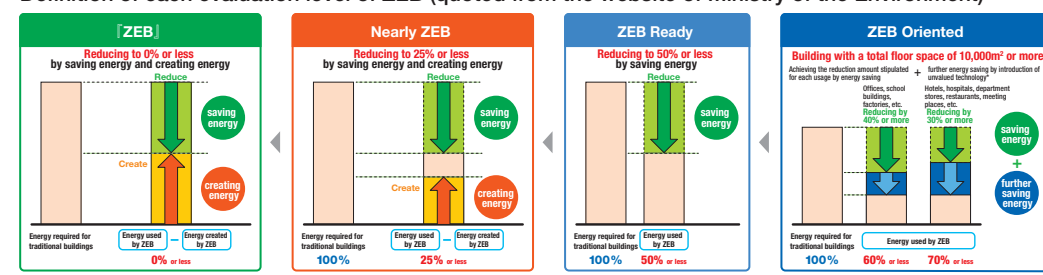 Definition of each evaluation level of ZEB (quoted from the website of Ministry of the Environment)
『ZEB』
Reducing to 0% or less
by saving energy and creating energy
Reduce
saving
energy
Create
creating
energy
Energy required for
traditional buildings
Energy used
by ZEB
−
Energy created
by ZEB
0% or less
Nearly ZEB
Reducing to 25% or less
by saving energy and creating energy
Reduce
saving
energy
Create
creating
energy
Energy required for
traditional buildings
Energy used
by ZEB
−
Energy created
by ZEB
100%
25% or less
ZEB Ready
Reducing to 50% or less
by saving energy
Reduce
saving
energy
Energy required for
traditional buildings
Energy used
by ZEB
100%
50% or less
ZEB Oriented
Building with a total floor space of 10,000m² or more
Achieving the reduction amount stipulated
for each usage by energy saving
+
further energy saving by introduction of
unvalued technology*
Offices, school
buildings,
factories, etc.
Reducing by
40% or more
Hotels, hospitals, department
stores, restaurants, meeting
places, etc.
Reducing by
30% or more
saving
energy
+
further
saving
energy
Energy required for
traditional buildings
Energy used by ZEB
100%
60% or less
70% or less